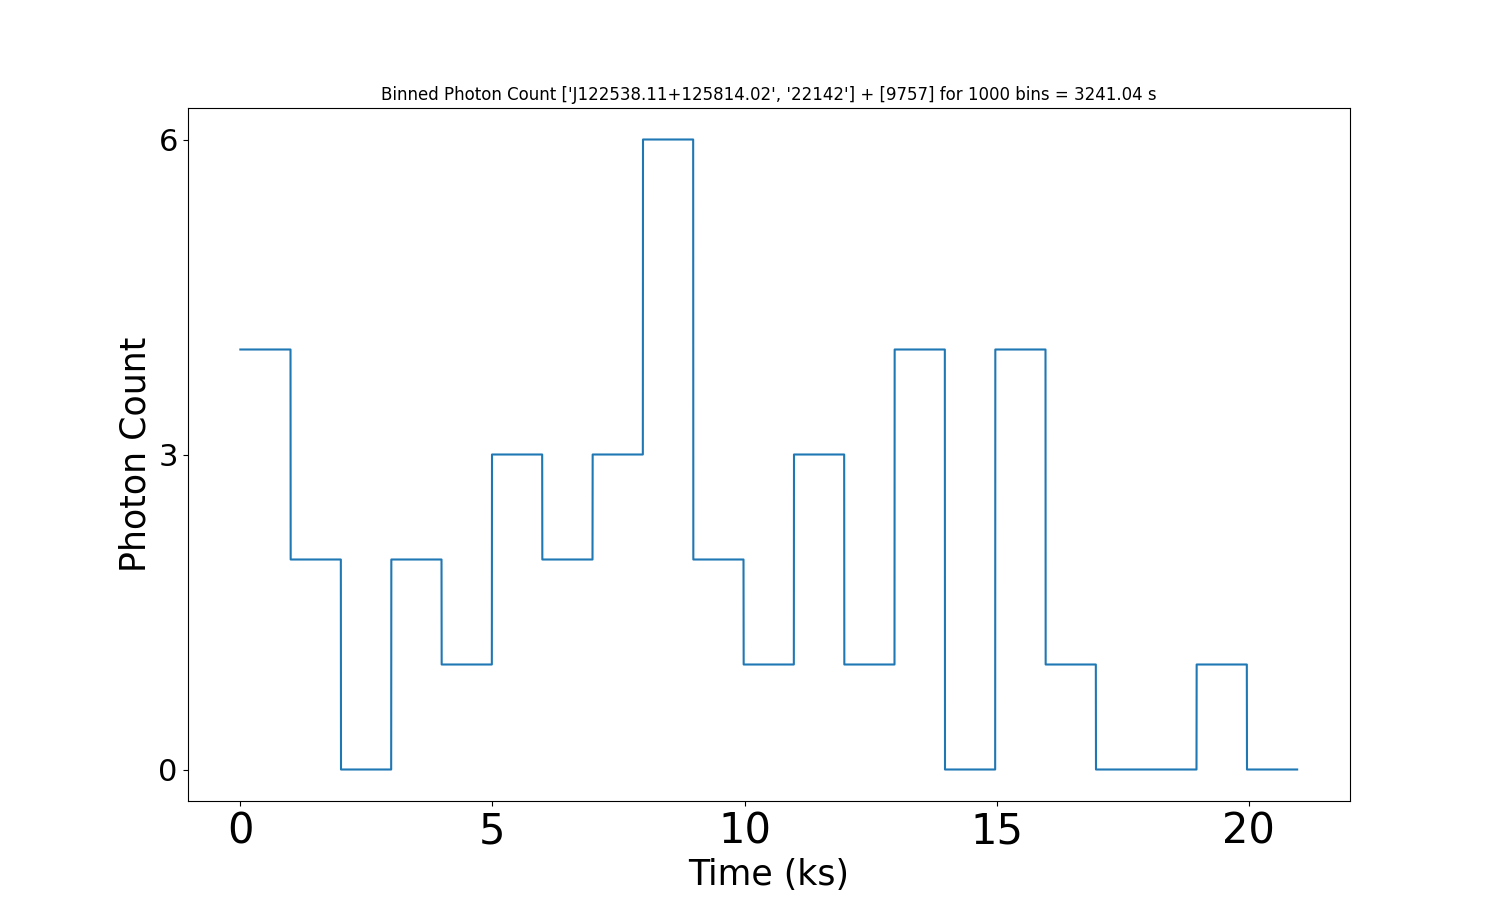 Binned Photon Count ['J122538.11+125814.02', '22142'] + [9757] for 1000 bins = 3241.04 s
6
3
0
Photon Count
0 5 10 15 20
Time (ks)